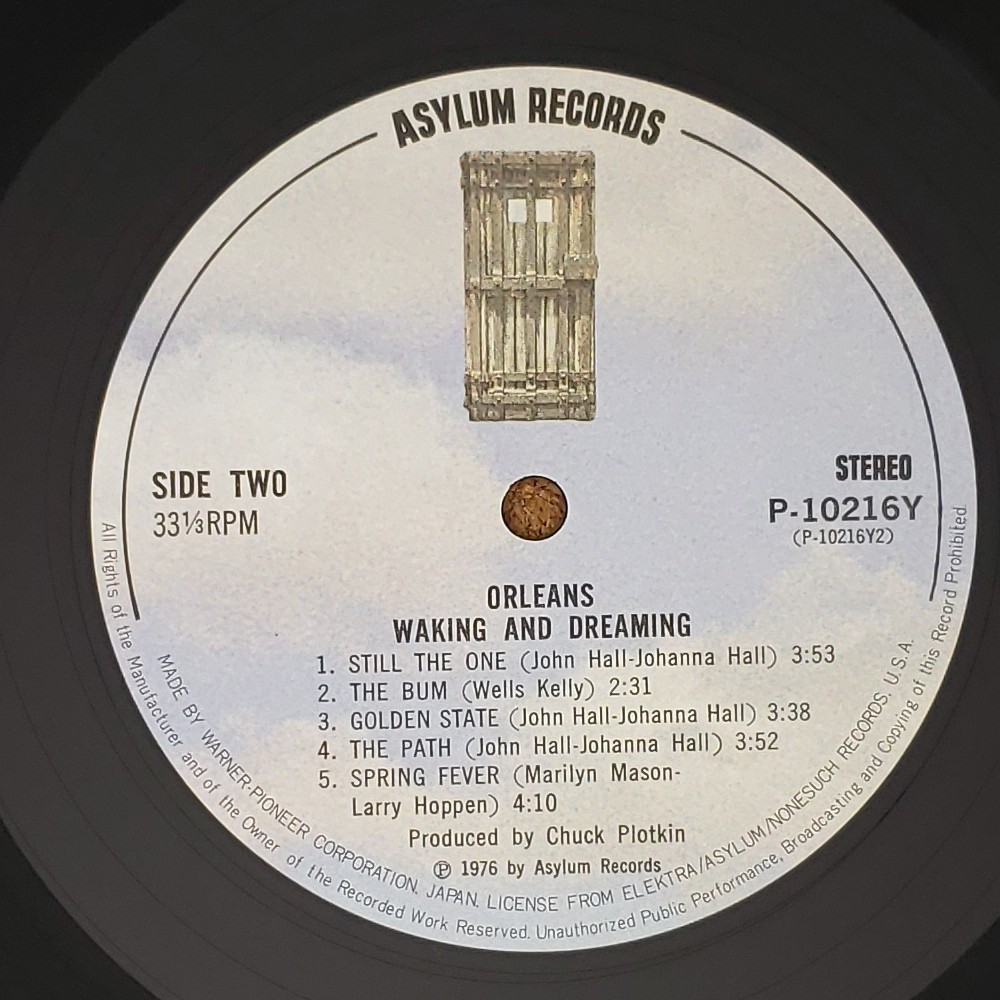 ASYLUM RECORDS
SIDE TWO
33⅓RPM
STEREO
P-10216Y
(P-10216Y2)
ORLEANS
WAKING AND DREAMING
1. STILL THE ONE (John Hall-Johanna Hall) 3:53
2. THE BUM (Wells Kelly) 2:31
3. GOLDEN STATE (John Hall-Johanna Hall) 3:38
4. THE PATH (John Hall-Johanna Hall) 3:52
5. SPRING FEVER (Marilyn Mason-
Larry Hoppen) 4:10
Produced by Chuck Plotkin
℗ 1976 by Asylum Records
MADE BY WARNER-PIONEER CORPORATION, JAPAN, LICENSE FROM ELEKTRA/ASYLUM/NONESUCH RECORDS, U.S.A.
All Rights of the Manufacturer and of the Owner of the Recorded Work Reserved. Unauthorized Public Performance, Broadcasting and Copying of this Record Prohibited